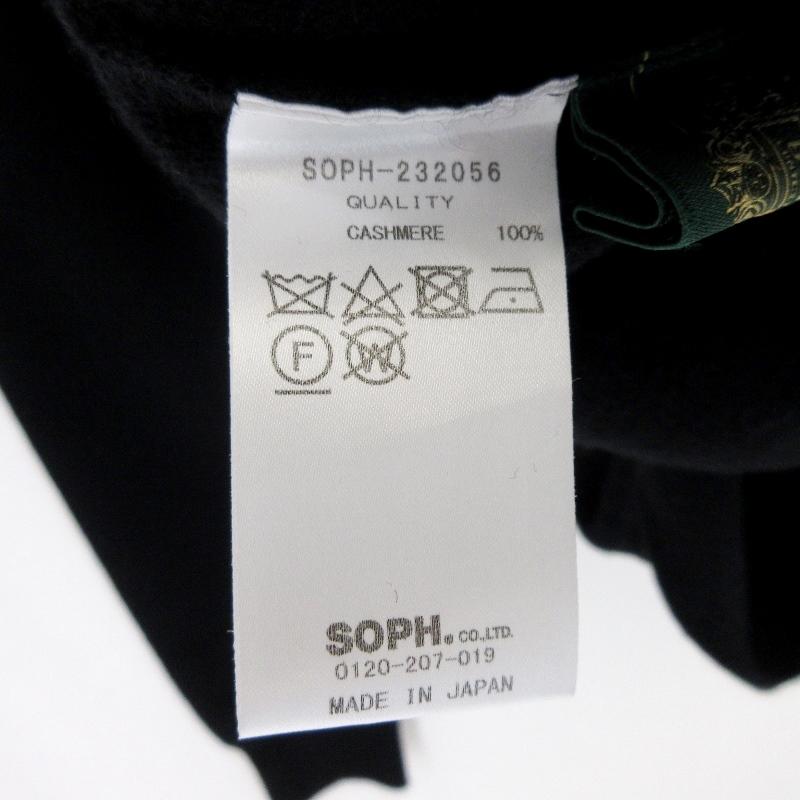 SOPH-232056
QUALITY
CASHMERE 100%
F W
SOPH. CO.,LTD.
0120-207-019
MADE IN JAPAN